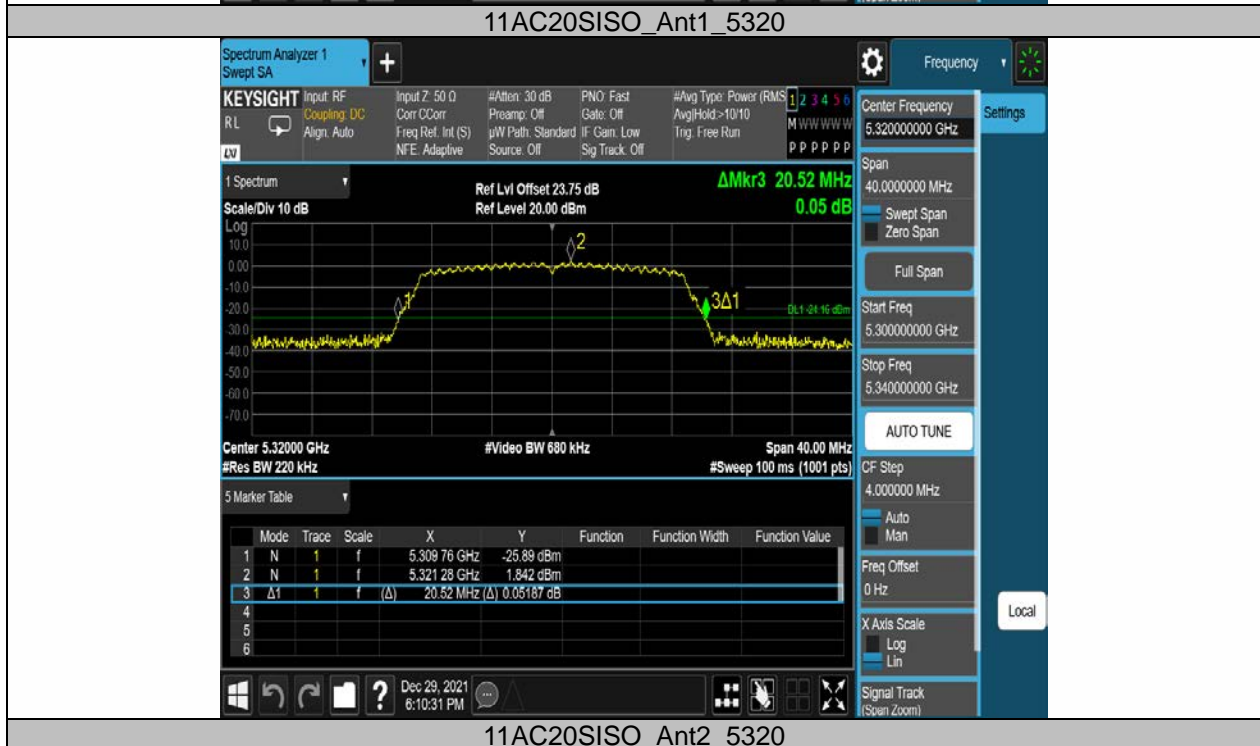 11AC20SISO_Ant1_5320
Spectrum Analyzer 1
Swept SA
+
Frequency
KEYSIGHT
RL
LXI
Input: RF
Coupling: DC
Align: Auto
Input Z: 50 Ω
Corr CCorr
Freq Ref: Int (S)
NFE: Adaptive
#Atten: 30 dB
Preamp: Off
µW Path: Standard
Source: Off
PNO: Fast
Gate: Off
IF Gain: Low
Sig Track: Off
#Avg Type: Power (RMS
Avg|Hold:>10/10
Trig: Free Run
1 2 3 4 5 6
M W W W W W
P P P P P P
1 Spectrum
Scale/Div 10 dB
Ref Lvl Offset 23.75 dB
Ref Level 20.00 dBm
ΔMkr3 20.52 MHz
0.05 dB
Log
10.0
0.00
-10.0
-20.0
-30.0
-40.0
-50.0
-60.0
-70.0
1
2
3Δ1
DL1 -24.16 dBm
Center 5.32000 GHz
#Res BW 220 kHz
#Video BW 680 kHz
Span 40.00 MHz
#Sweep 100 ms (1001 pts)
5 Marker Table
Mode Trace Scale X Y Function Function Width Function Value
1 N 1 f 5.309 76 GHz -25.89 dBm
2 N 1 f 5.321 28 GHz 1.842 dBm
3 Δ1 1 f (Δ) 20.52 MHz (Δ) 0.05187 dB
4
5
6
Dec 29, 2021
6:10:31 PM
Center Frequency
5.320000000 GHz
Settings
Span
40.0000000 MHz
Swept Span
Zero Span
Full Span
Start Freq
5.300000000 GHz
Stop Freq
5.340000000 GHz
AUTO TUNE
CF Step
4.000000 MHz
Auto
Man
Freq Offset
0 Hz
X Axis Scale
Log
Lin
Local
Signal Track
(Span Zoom)
11AC20SISO_Ant2_5320